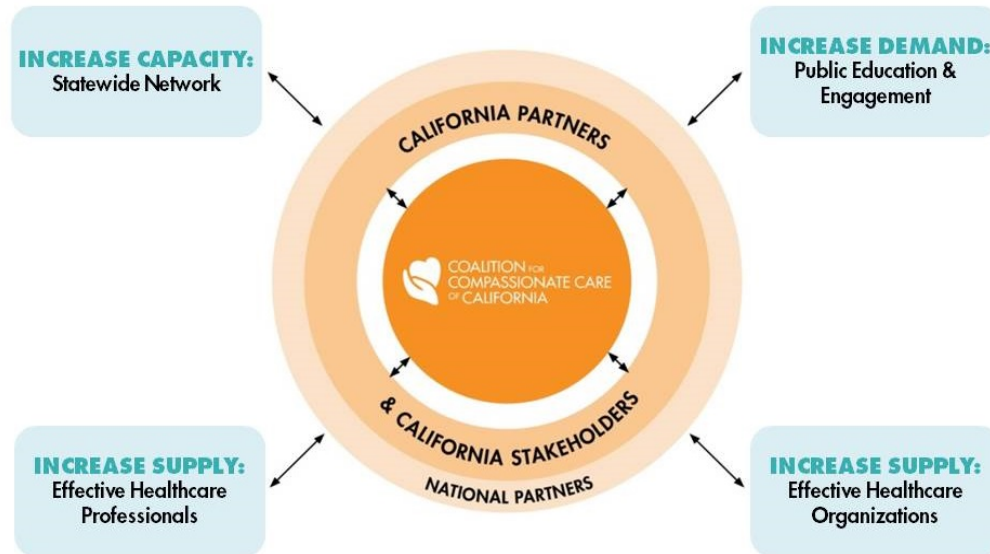 INCREASE CAPACITY:
Statewide Network
INCREASE DEMAND:
Public Education &
Engagement
CALIFORNIA PARTNERS
COALITION FOR
COMPASSIONATE CARE
OF CALIFORNIA
& CALIFORNIA STAKEHOLDERS
NATIONAL PARTNERS
INCREASE SUPPLY:
Effective Healthcare
Professionals
INCREASE SUPPLY:
Effective Healthcare
Organizations